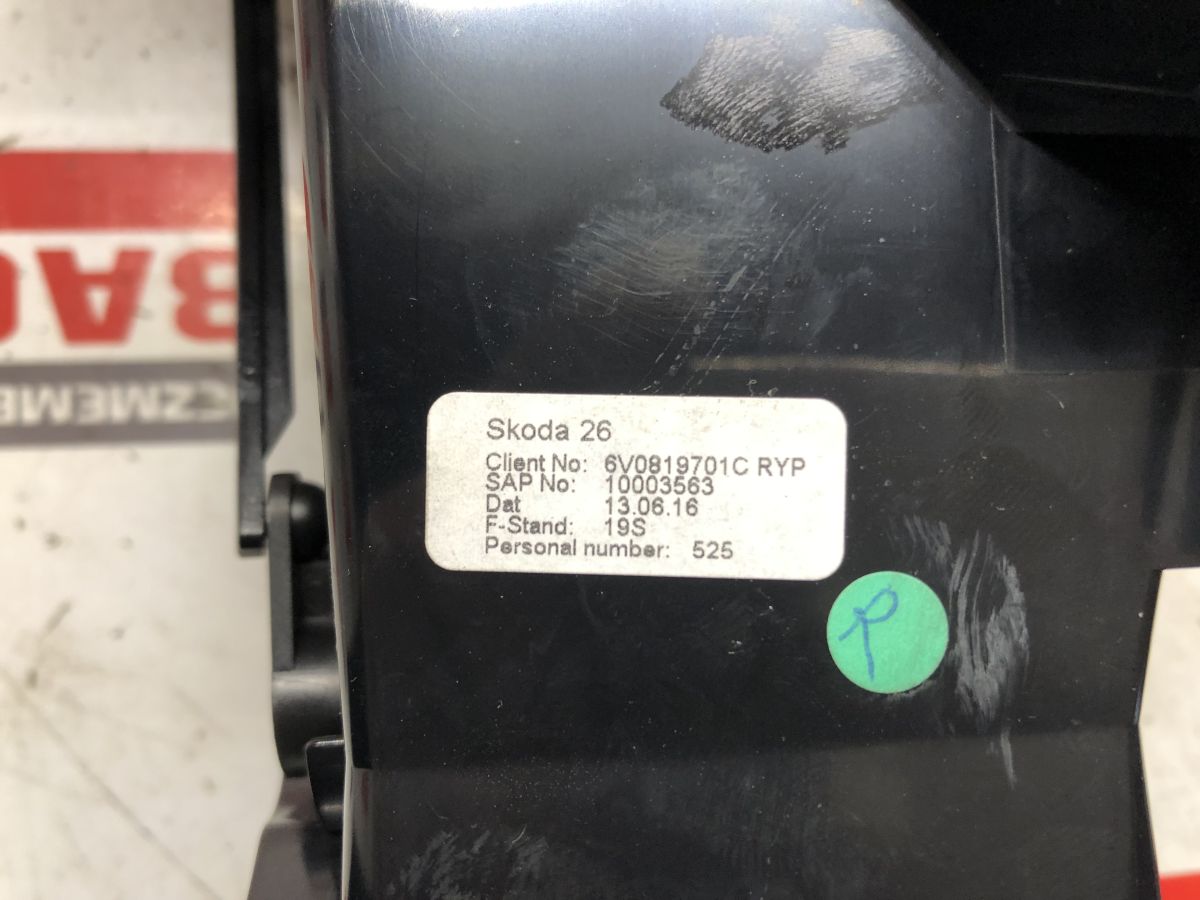 Skoda 26
Client No: 6V0819701C RYP
SAP No: 10003563
Dat 13.06.16
F-Stand: 19S
Personal number: 525